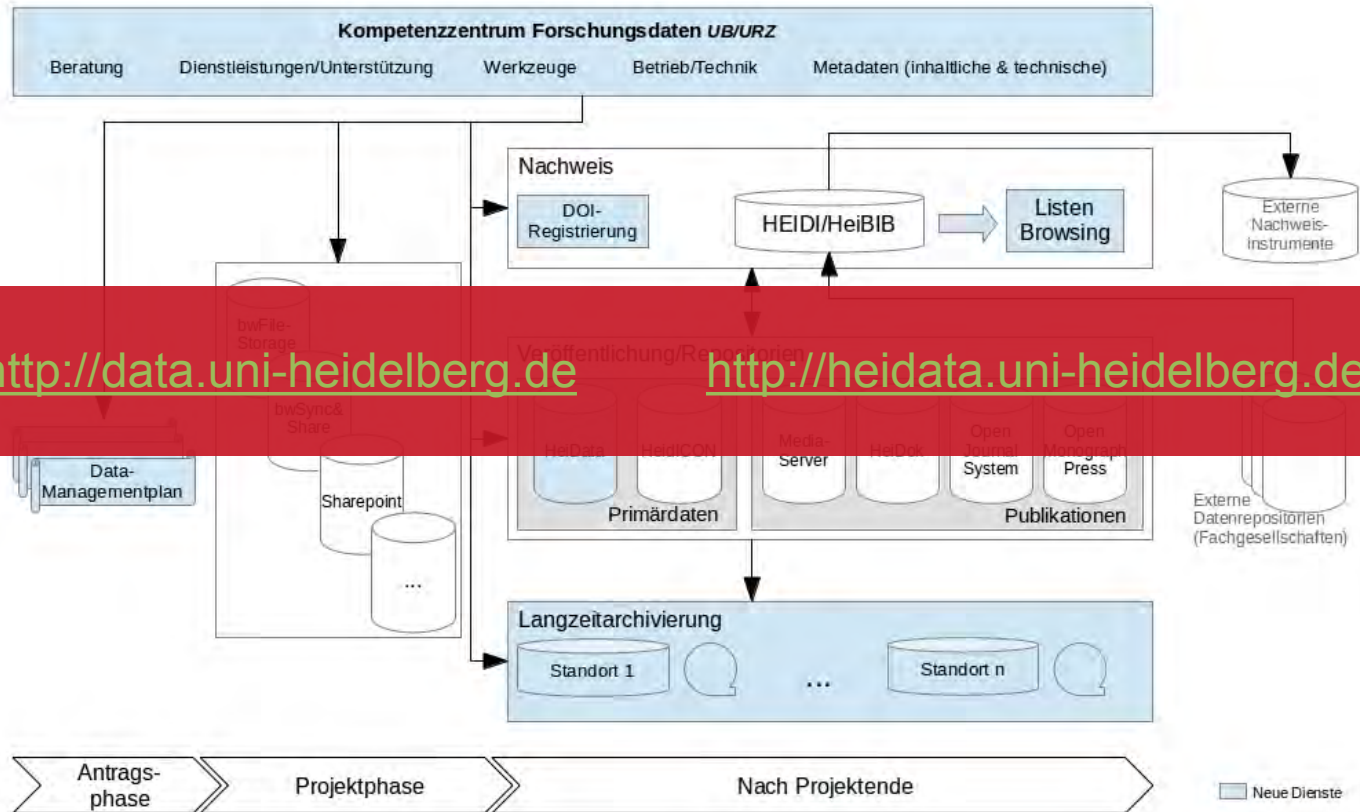 Kompetenzzentrum Forschungsdaten UB/URZ
Beratung Dienstleistungen/Unterstützung Werkzeuge Betrieb/Technik Metadaten (inhaltliche & technische)
Nachweis
DOI-
Registrierung
HEIDI/HeiBIB
Listen
Browsing
Externe
Nachweis-
instrumente
bwFile-
Storage
bwSync&
Share
Sharepoint
...
Data-
Managementplan
Veröffentlichung/Repositorien
http://data.uni-heidelberg.de
http://heidata.uni-heidelberg.de
HeiData
HeidICON
Primärdaten
Media-
Server
HeiDok
Open
Journal
System
Open
Monograph
Press
Publikationen
Externe
Datenrepositorien
(Fachgesellschaften)
Langzeitarchivierung
Standort 1
...
Standort n
Antrags-
phase
Projektphase
Nach Projektende
Neue Dienste